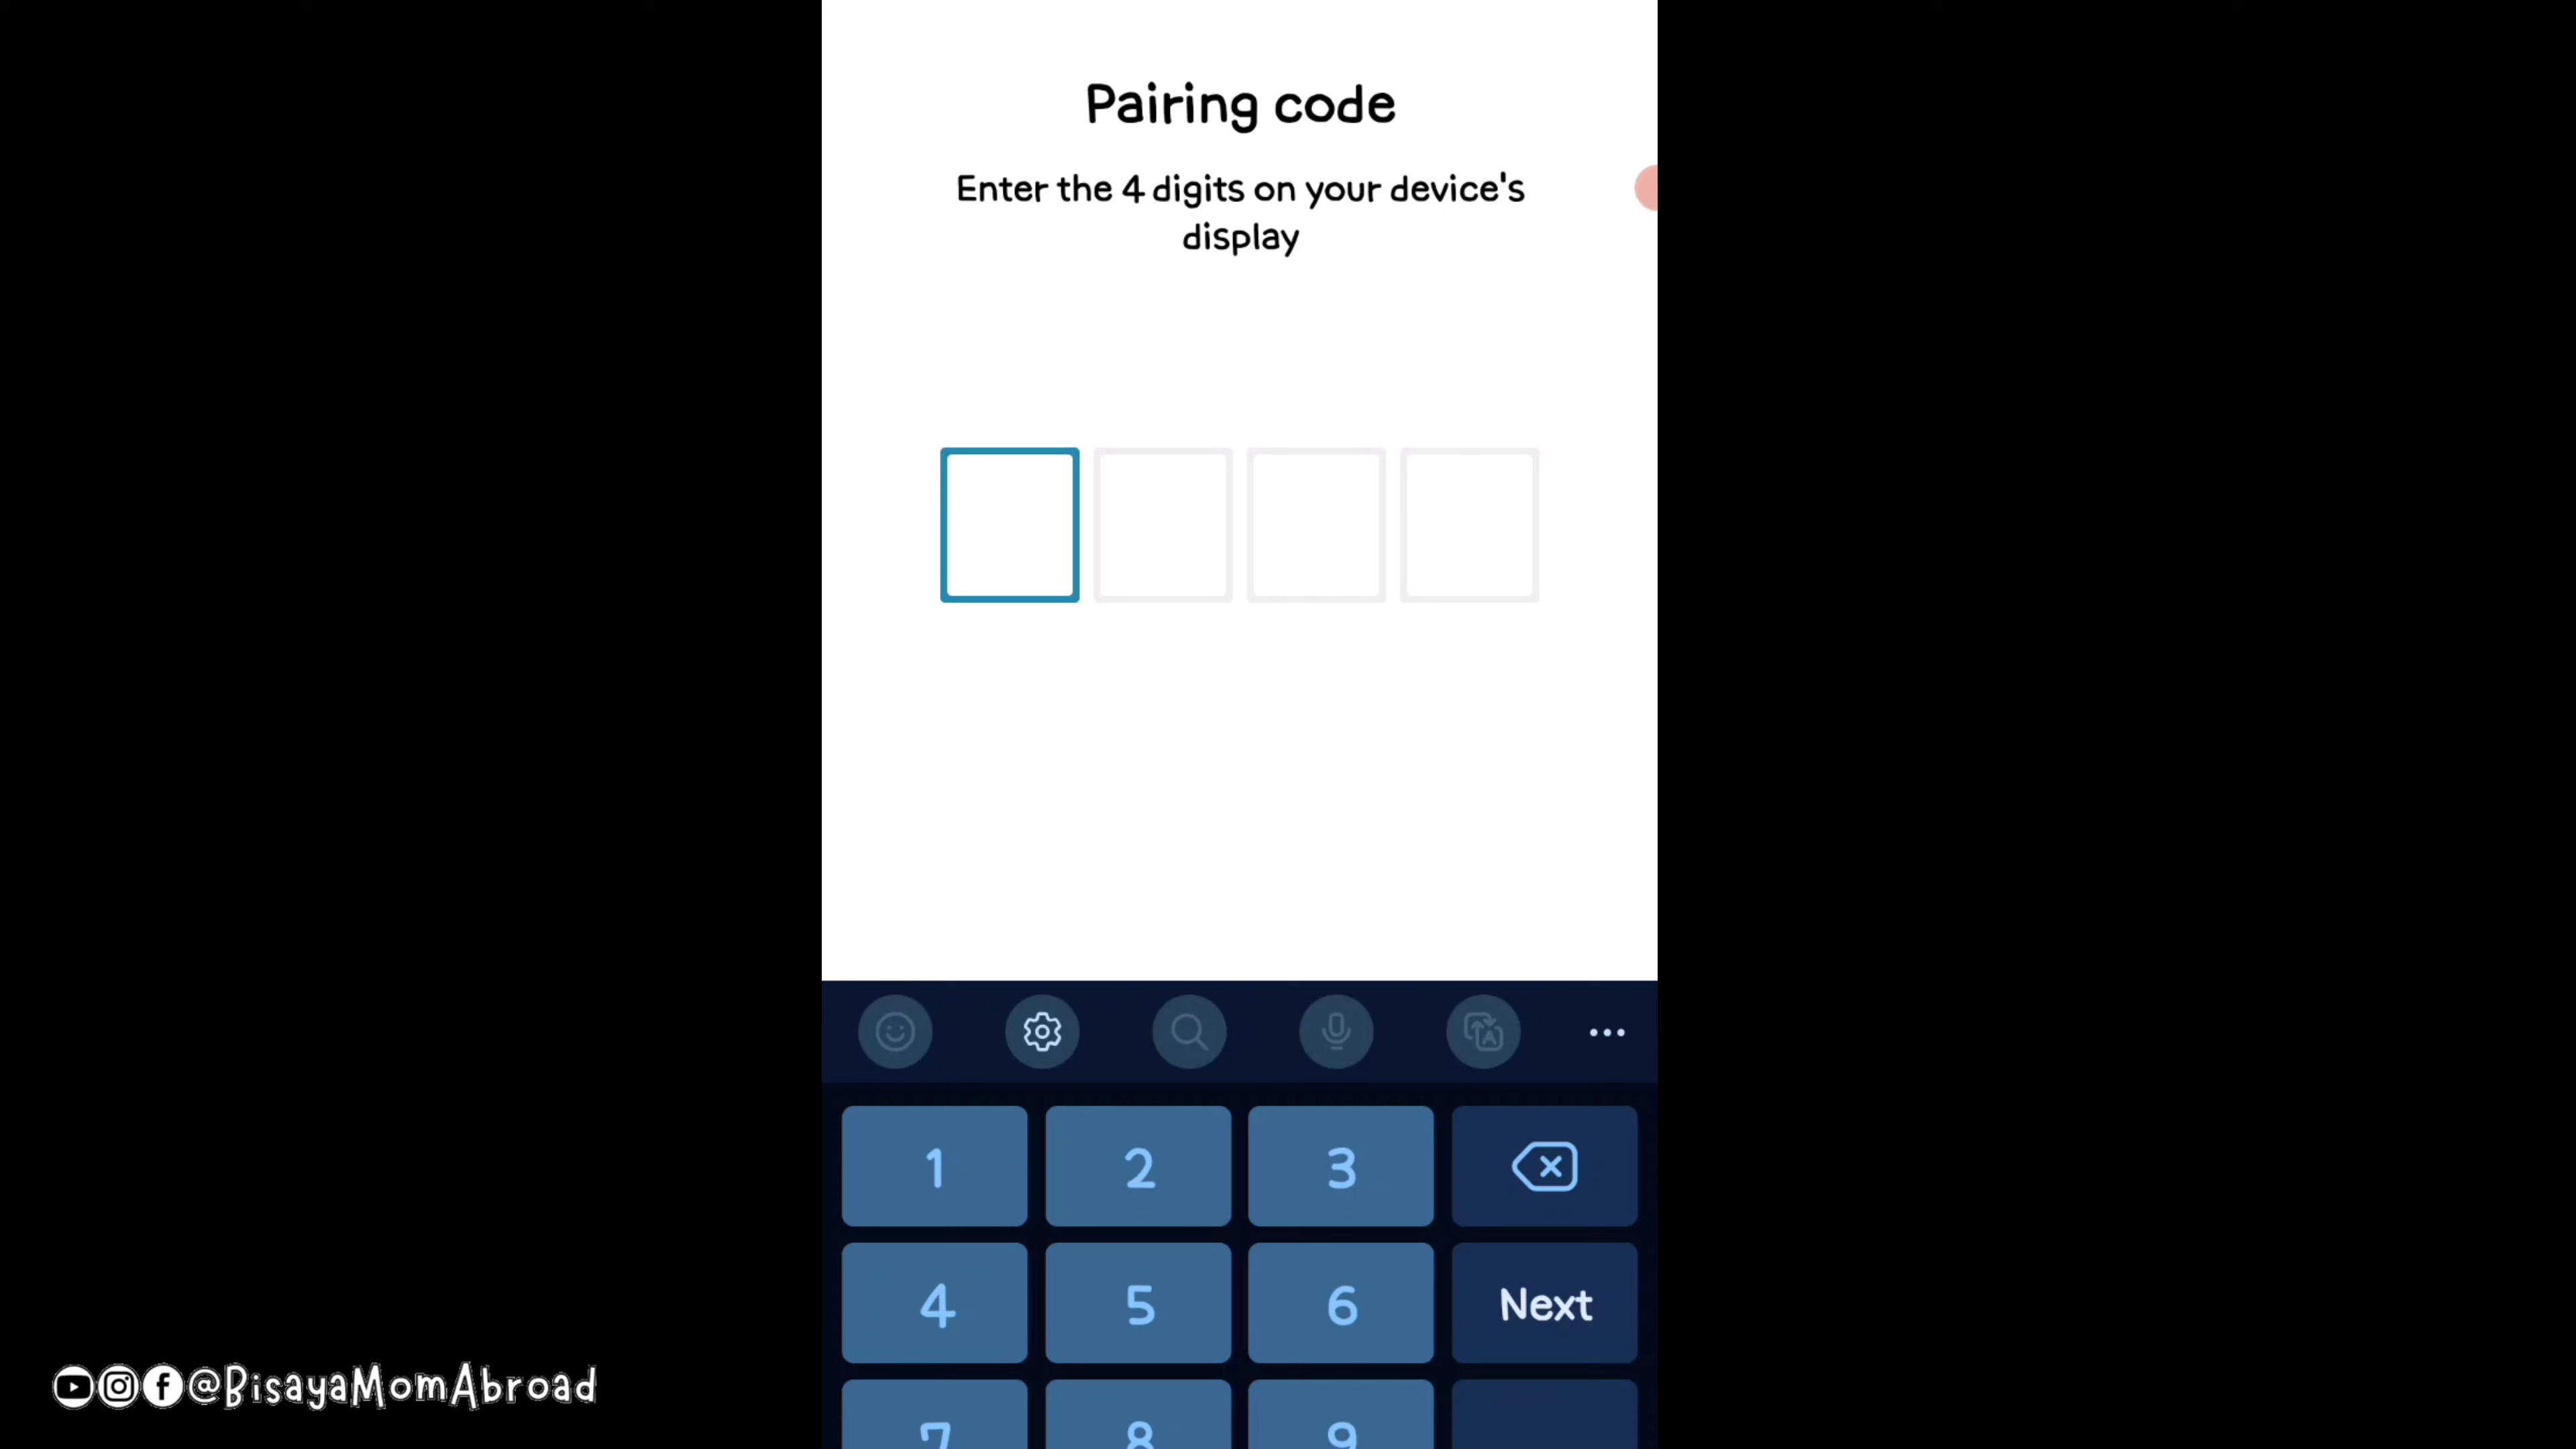 Pairing code
Enter the 4 digits on your device's
display
1 2 3
4 5 6 Next
7 8 9
@BisayaMomAbroad